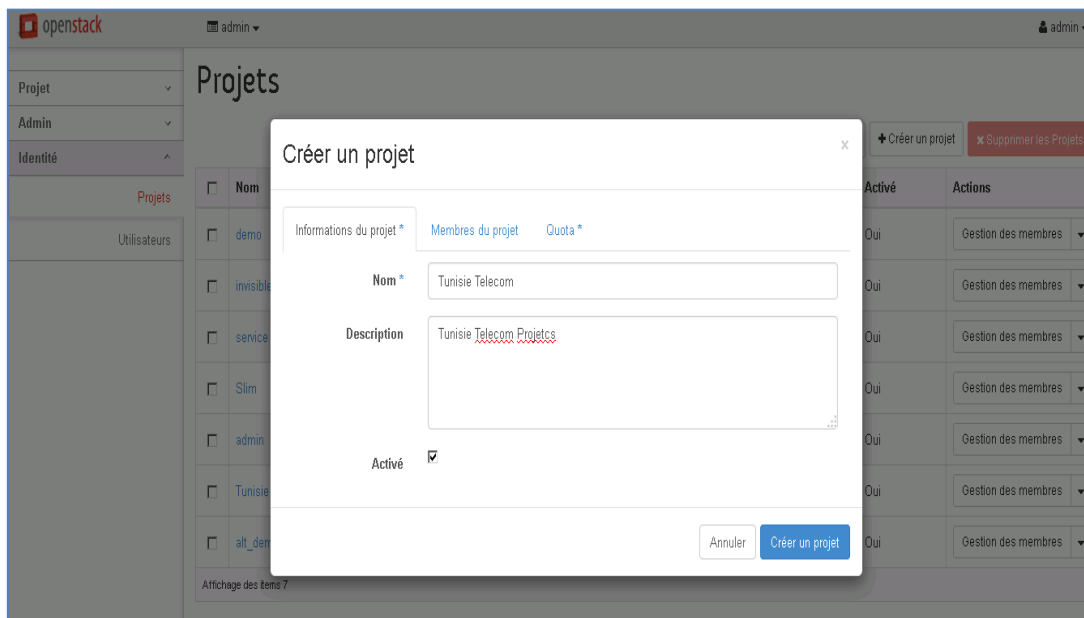 openstack
admin
admin
Projet
Admin
Identité
Projets
Utilisateurs
Projets
Créer un projet
Supprimer les Projets
Nom
Activé
Actions
demo
Oui
Gestion des membres
invisible
Oui
Gestion des membres
service
Oui
Gestion des membres
Slim
Oui
Gestion des membres
admin
Oui
Gestion des membres
Tunisie
Oui
Gestion des membres
alt_dem
Oui
Gestion des membres
Affichage des items 7
Créer un projet
x
Informations du projet *
Membres du projet
Quota *
Nom *
Tunisie Telecom
Description
Tunisie Telecom Projetcs
Activé
Annuler
Créer un projet